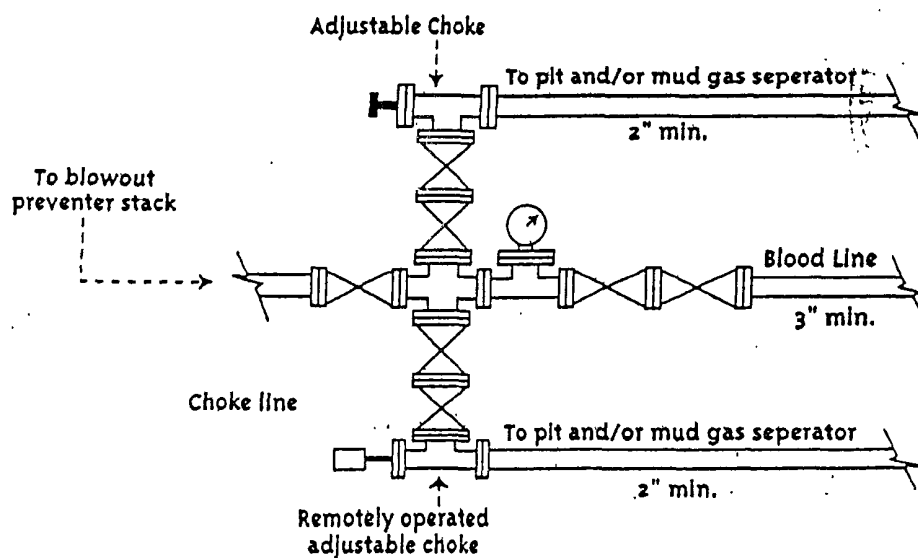 Adjustable Choke
To pit and/or mud gas seperator
2" min.
To blowout
preventer stack
Blood Line
3" min.
Choke line
To pit and/or mud gas seperator
2" min.
Remotely operated
adjustable choke